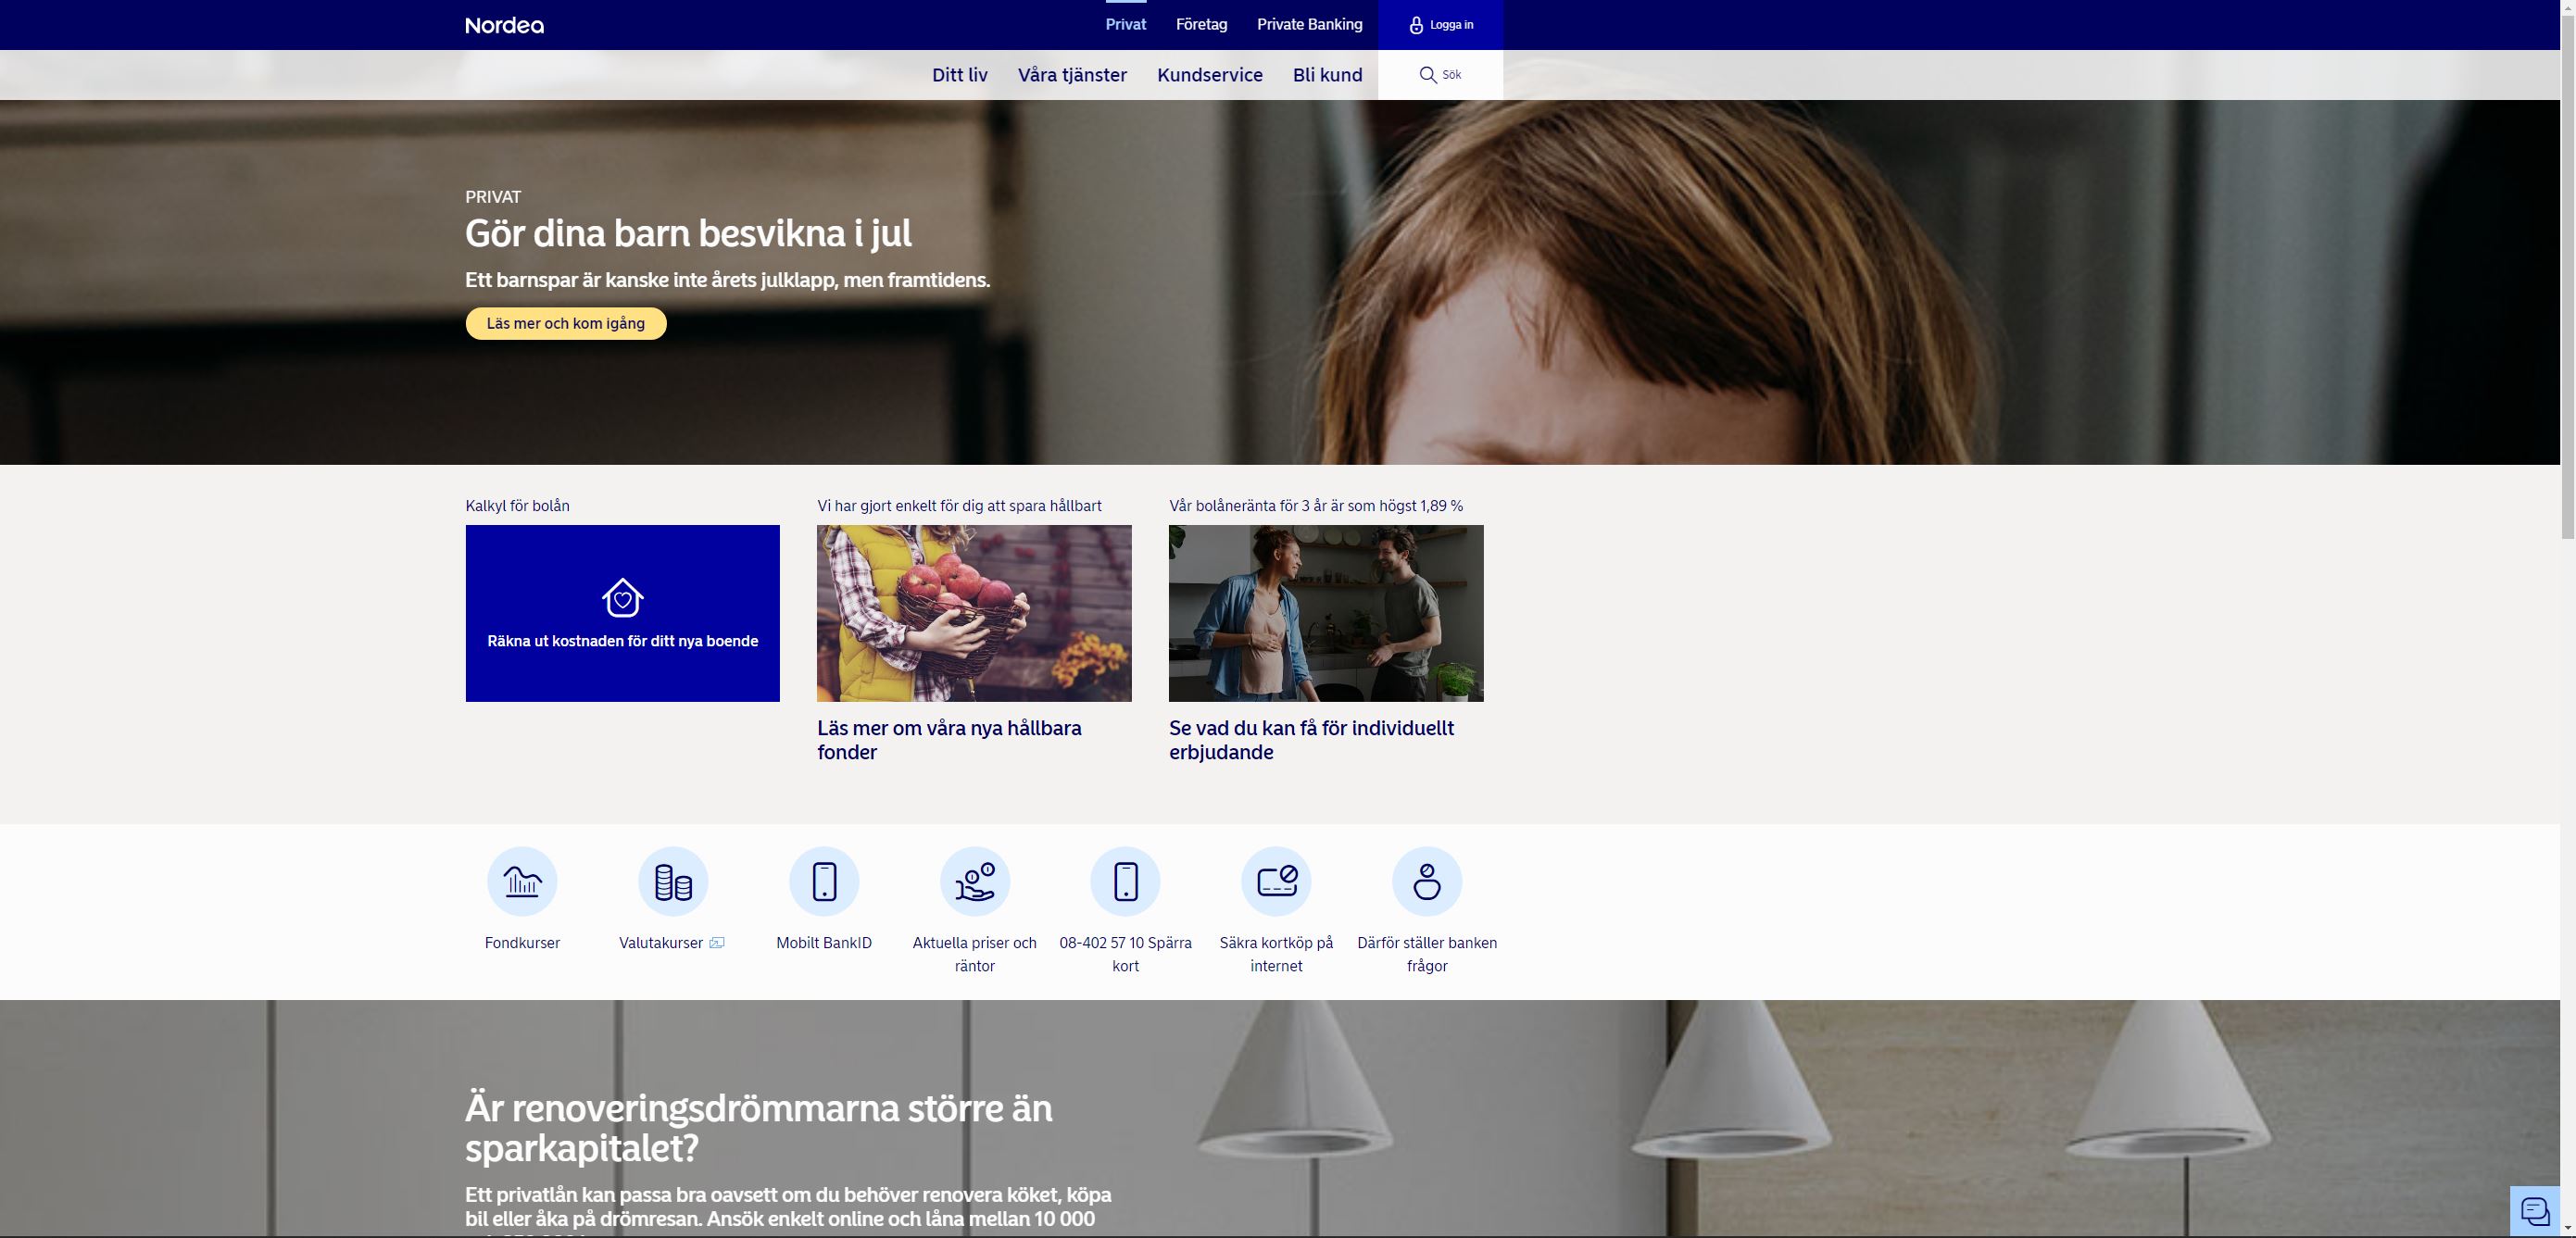 Nordea
Privat
Företag
Private Banking
Logga in
Ditt liv
Våra tjänster
Kundservice
Bli kund
Sök
PRIVAT
Gör dina barn besvikna i jul
Ett barnspar är kanske inte årets julklapp, men framtidens.
Läs mer och kom igång
Kalkyl för bolån
Räkna ut kostnaden för ditt nya boende
Vi har gjort enkelt för dig att spara hållbart
Läs mer om våra nya hållbara
fonder
Vår bolåneränta för 3 år är som högst 1,89 %
Se vad du kan få för individuellt
erbjudande
Fondkurser
Valutakurser
Mobilt BankID
Aktuella priser och
räntor
08-402 57 10 Spärra
kort
Säkra kortköp på
internet
Därför ställer banken
frågor
Är renoveringsdrömmarna större än
sparkapitalet?
Ett privatlån kan passa bra oavsett om du behöver renovera köket, köpa
bil eller åka på drömresan. Ansök enkelt online och låna mellan 10 000